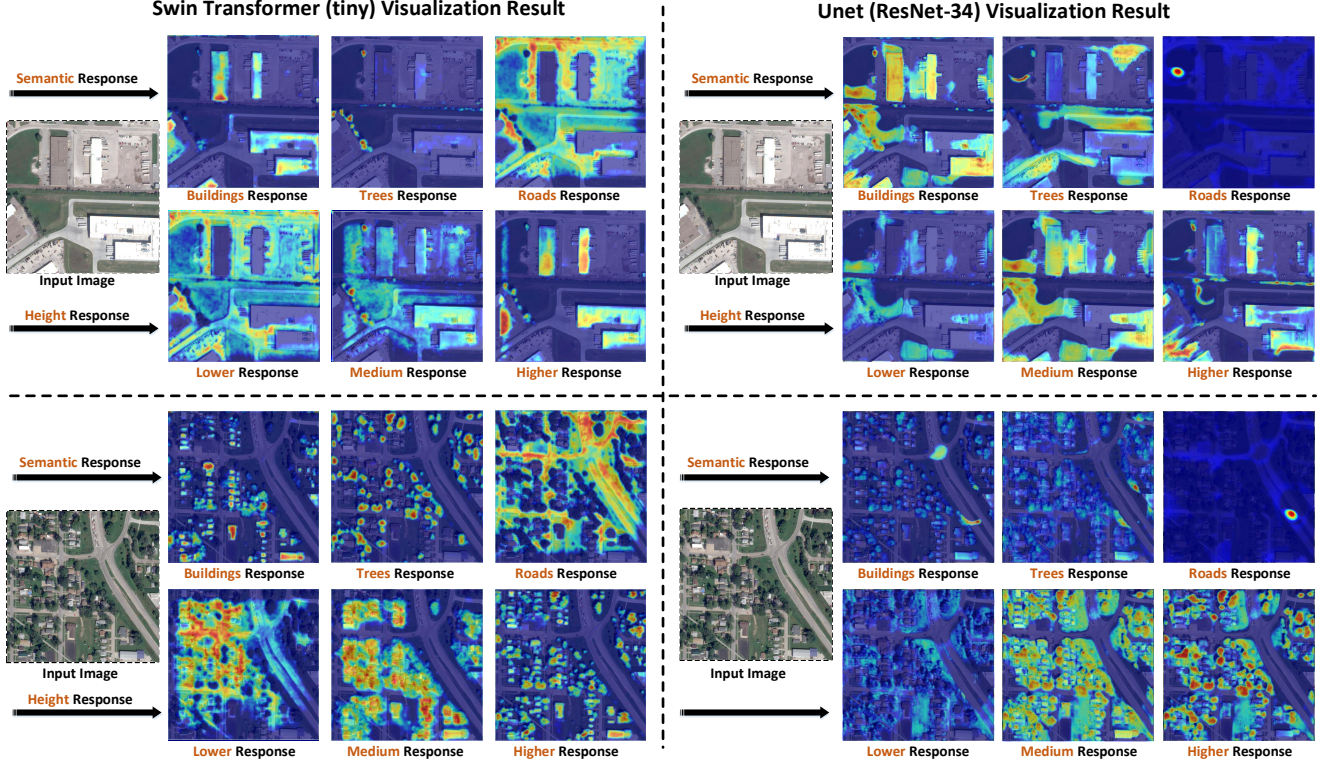 Swin Transformer (tiny) Visualization Result
Unet (ResNet-34) Visualization Result
Semantic Response
Buildings Response
Trees Response
Roads Response
Input Image
Height Response
Lower Response
Medium Response
Higher Response
Semantic Response
Buildings Response
Trees Response
Roads Response
Input Image
Height Response
Lower Response
Medium Response
Higher Response
Semantic Response
Buildings Response
Trees Response
Roads Response
Input Image
Height Response
Lower Response
Medium Response
Higher Response
Semantic Response
Buildings Response
Trees Response
Roads Response
Input Image
Lower Response
Medium Response
Higher Response